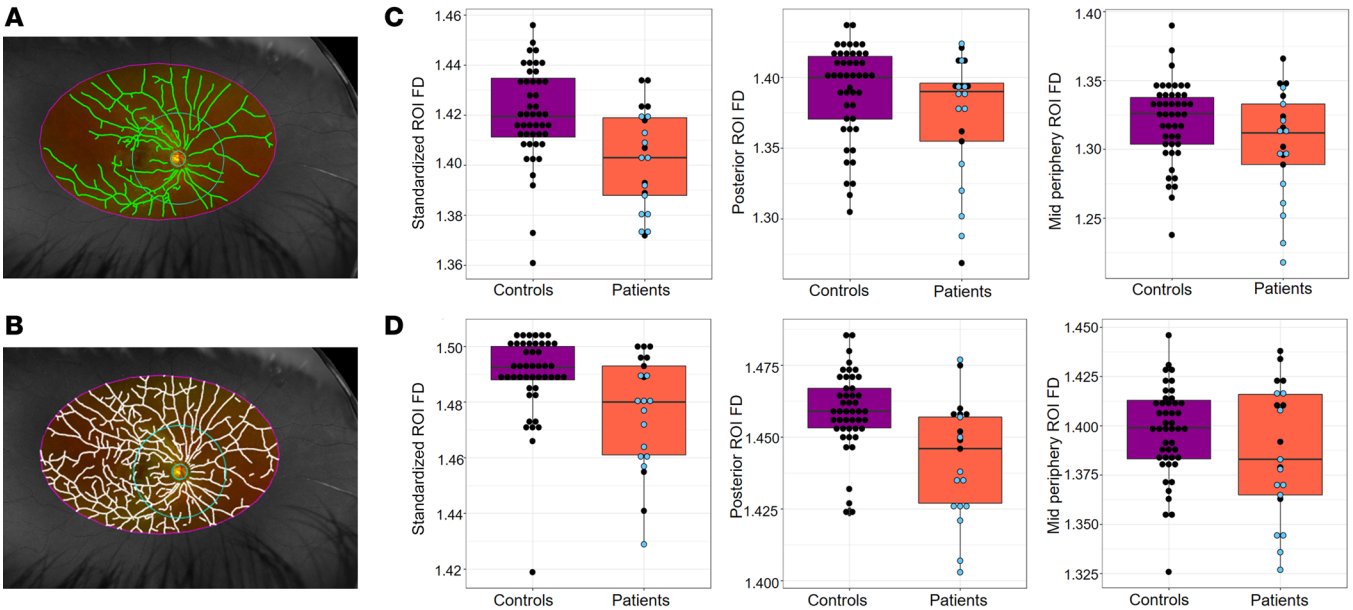 A
C
Standardized ROI FD
1.46
1.44
1.42
1.40
1.38
1.36
Controls
Patients
Posterior ROI FD
1.40
1.35
1.30
Controls
Patients
Mid periphery ROI FD
1.40
1.35
1.30
1.25
Controls
Patients
B
D
Standardized ROI FD
1.50
1.48
1.46
1.44
1.42
Controls
Patients
Posterior ROI FD
1.475
1.450
1.425
1.400
Controls
Patients
Mid periphery ROI FD
1.450
1.425
1.400
1.375
1.350
1.325
Controls
Patients